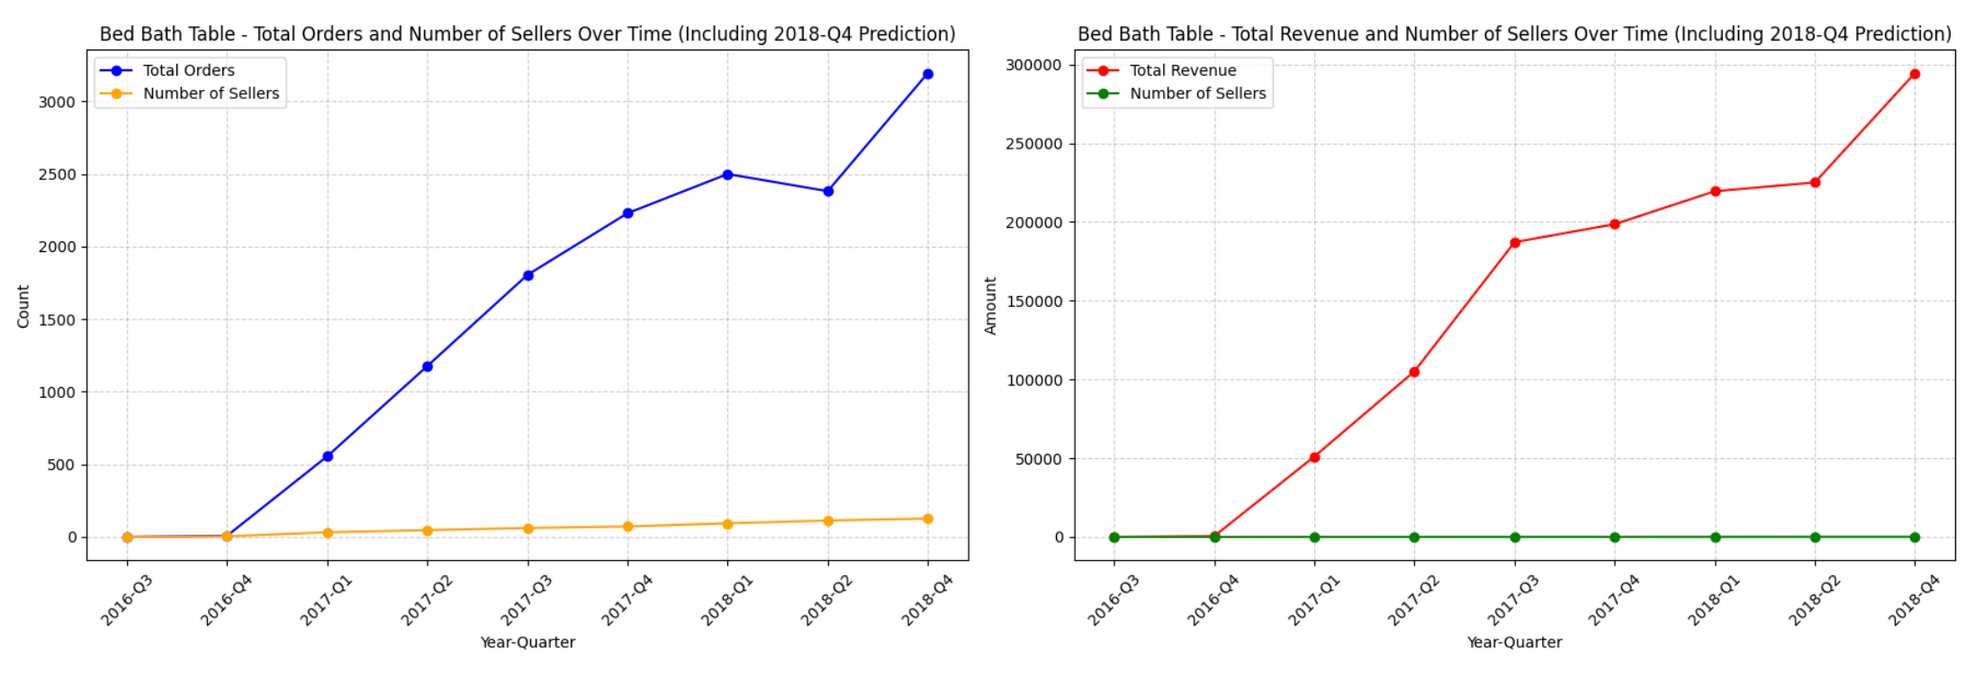 Bed Bath Table - Total Orders and Number of Sellers Over Time (Including 2018-Q4 Prediction)
Total Orders
Number of Sellers
3000
2500
2000
1500
1000
500
0
Count
2016-Q3
2016-Q4
2017-Q1
2017-Q2
2017-Q3
2017-Q4
2018-Q1
2018-Q2
2018-Q4
Year-Quarter
Bed Bath Table - Total Revenue and Number of Sellers Over Time (Including 2018-Q4 Prediction)
Total Revenue
Number of Sellers
300000
250000
200000
150000
100000
50000
0
Amount
2016-Q3
2016-Q4
2017-Q1
2017-Q2
2017-Q3
2017-Q4
2018-Q1
2018-Q2
2018-Q4
Year-Quarter